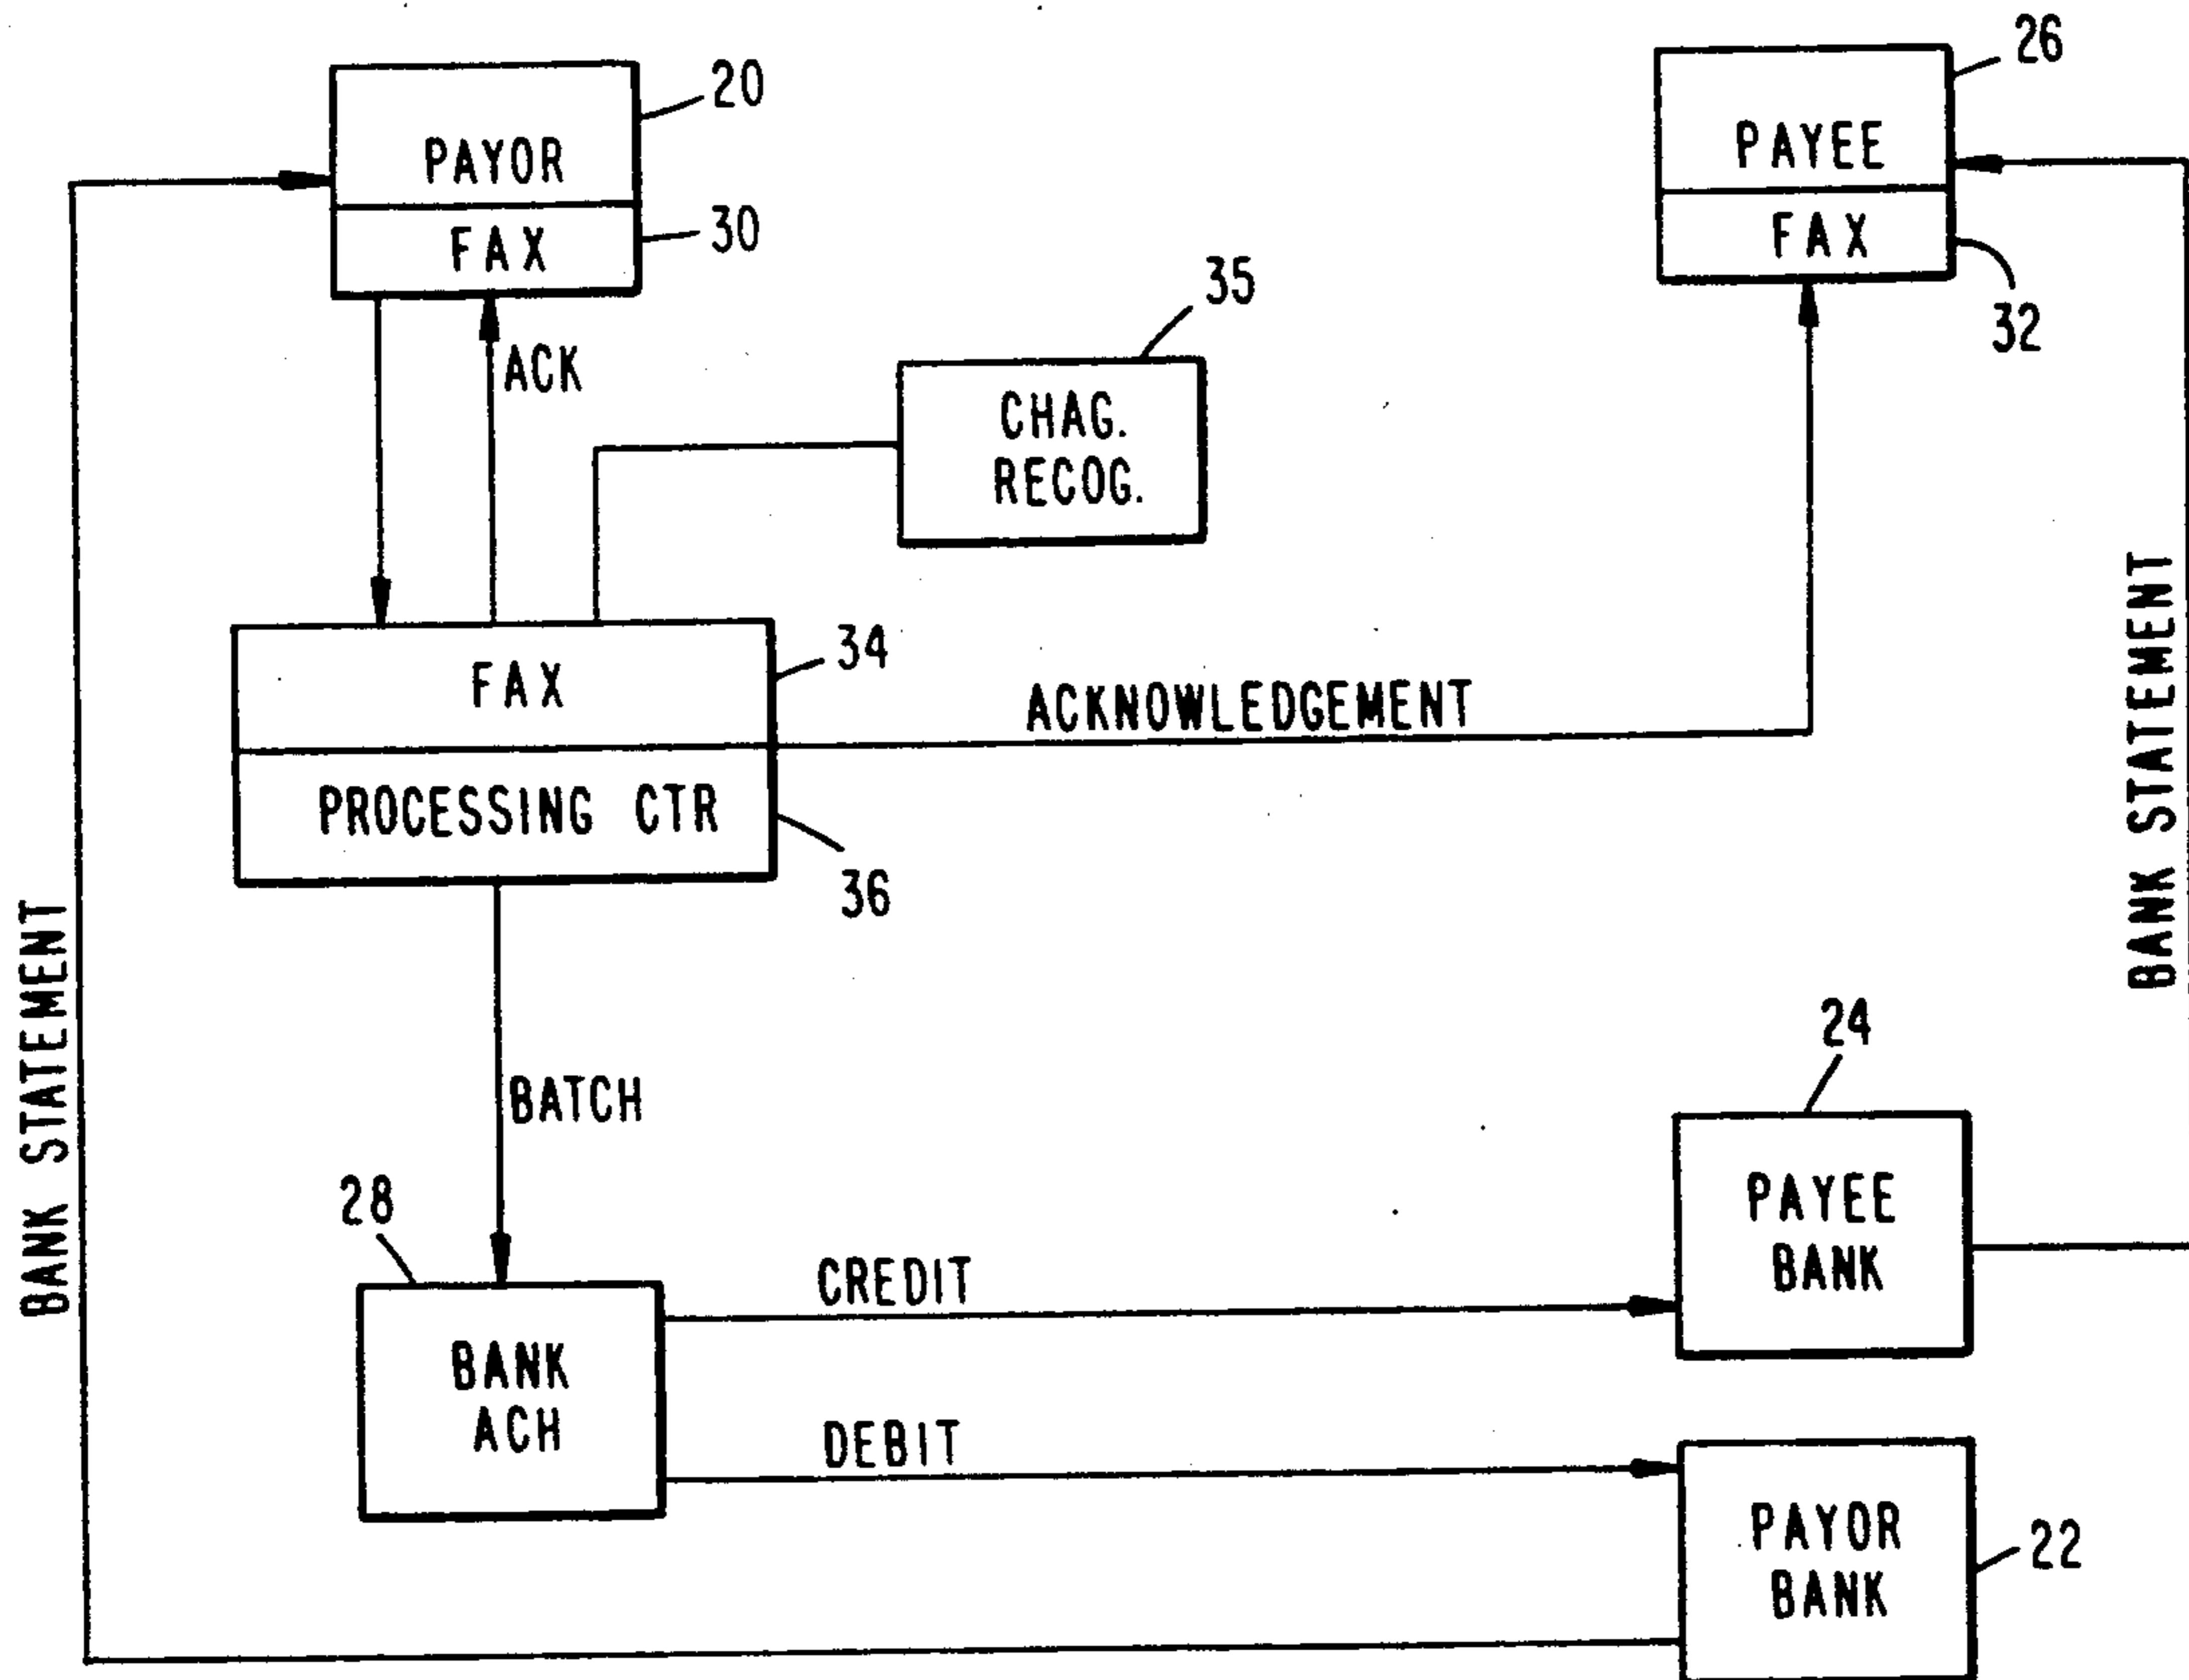 20
PAYOR
FAX
30
26
PAYEE
FAX
32
ACK
35
CHAG.
RECOG.
FAX
34
PROCESSING CTR
36
ACKNOWLEDGEMENT
BANK STATEMENT
BANK STATEMENT
BATCH
28
BANK
ACH
CREDIT
DEBIT
24
PAYEE
BANK
PAYOR
BANK
22